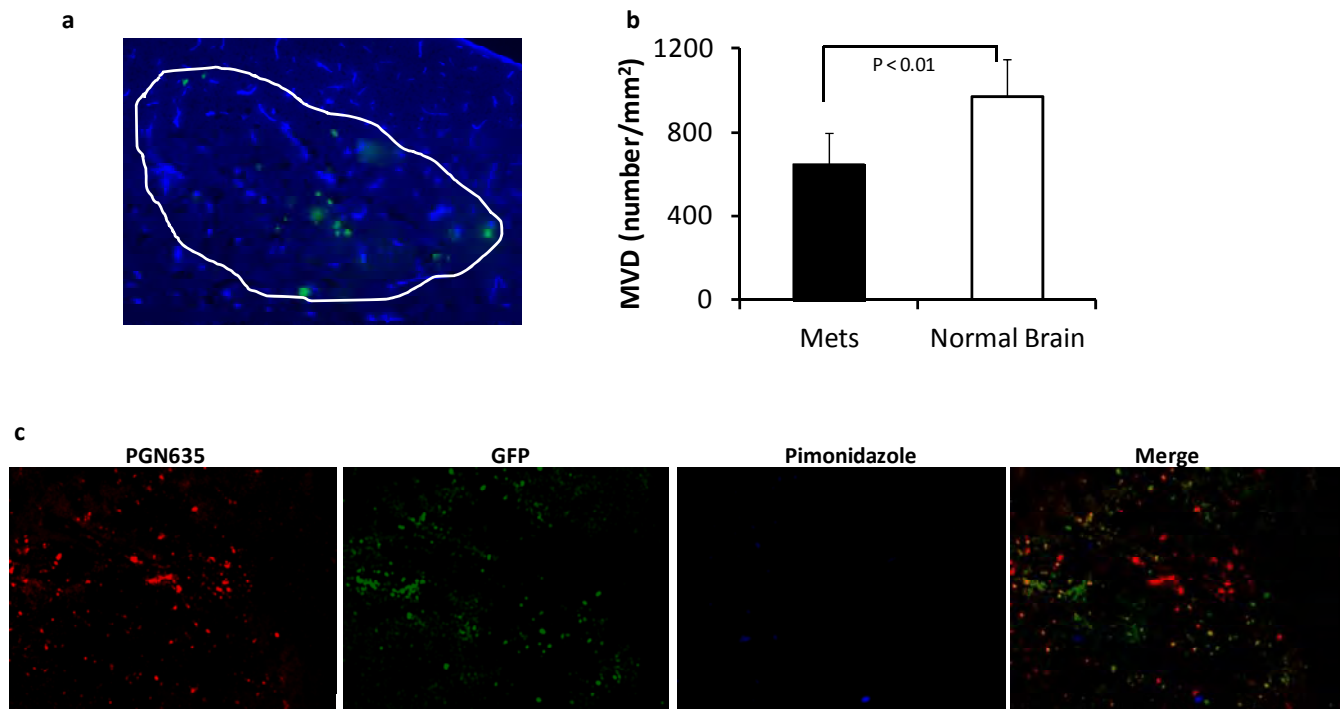 a
b
MVD (number/mm²)
1200
800
400
0
P < 0.01
Mets
Normal Brain
c
PGN635
GFP
Pimonidazole
Merge